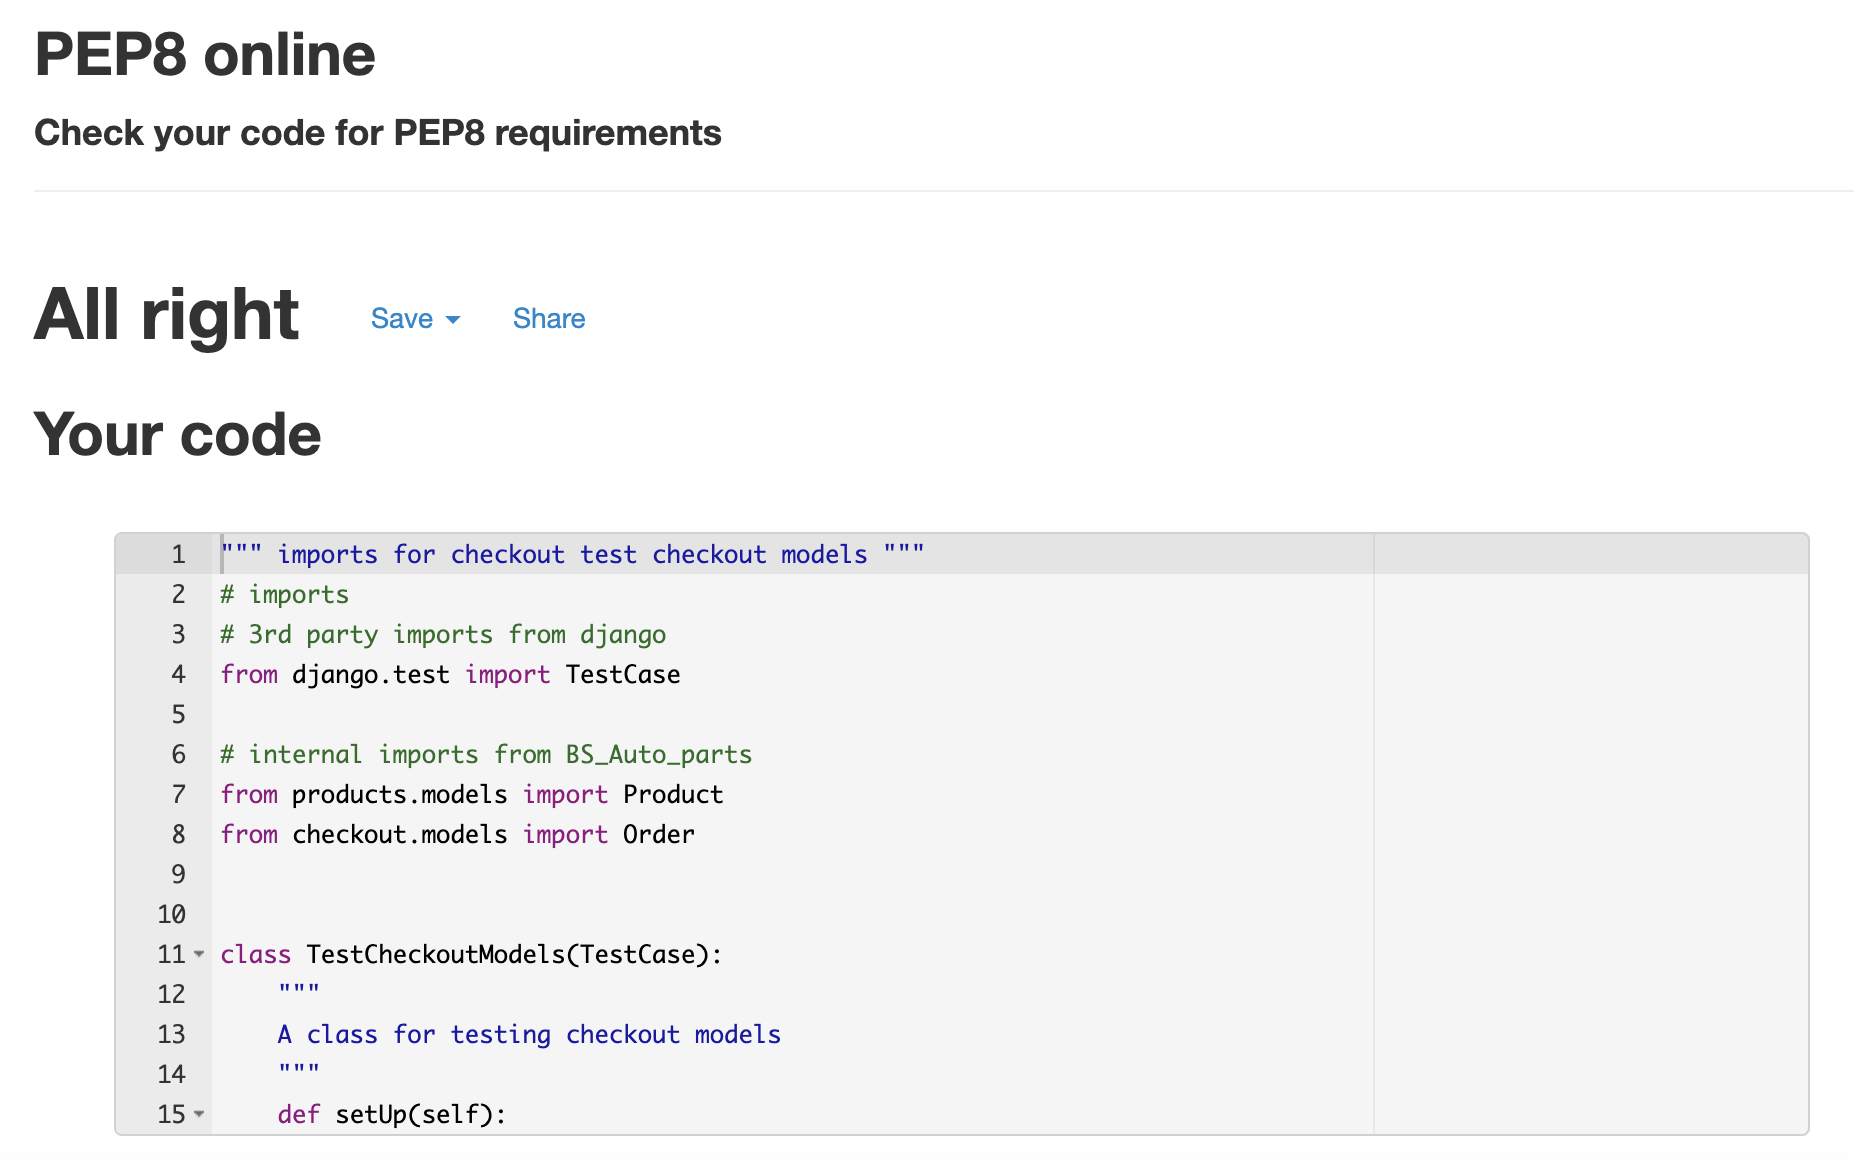 PEP8 online
Check your code for PEP8 requirements
All right Save Share
Your code
1 """ imports for checkout test checkout models """
2 # imports
3 # 3rd party imports from django
4 from django.test import TestCase
5
6 # internal imports from BS_Auto_parts
7 from products.models import Product
8 from checkout.models import Order
9
10
11 class TestCheckoutModels(TestCase):
12     """
13     A class for testing checkout models
14     """
15     def setUp(self):